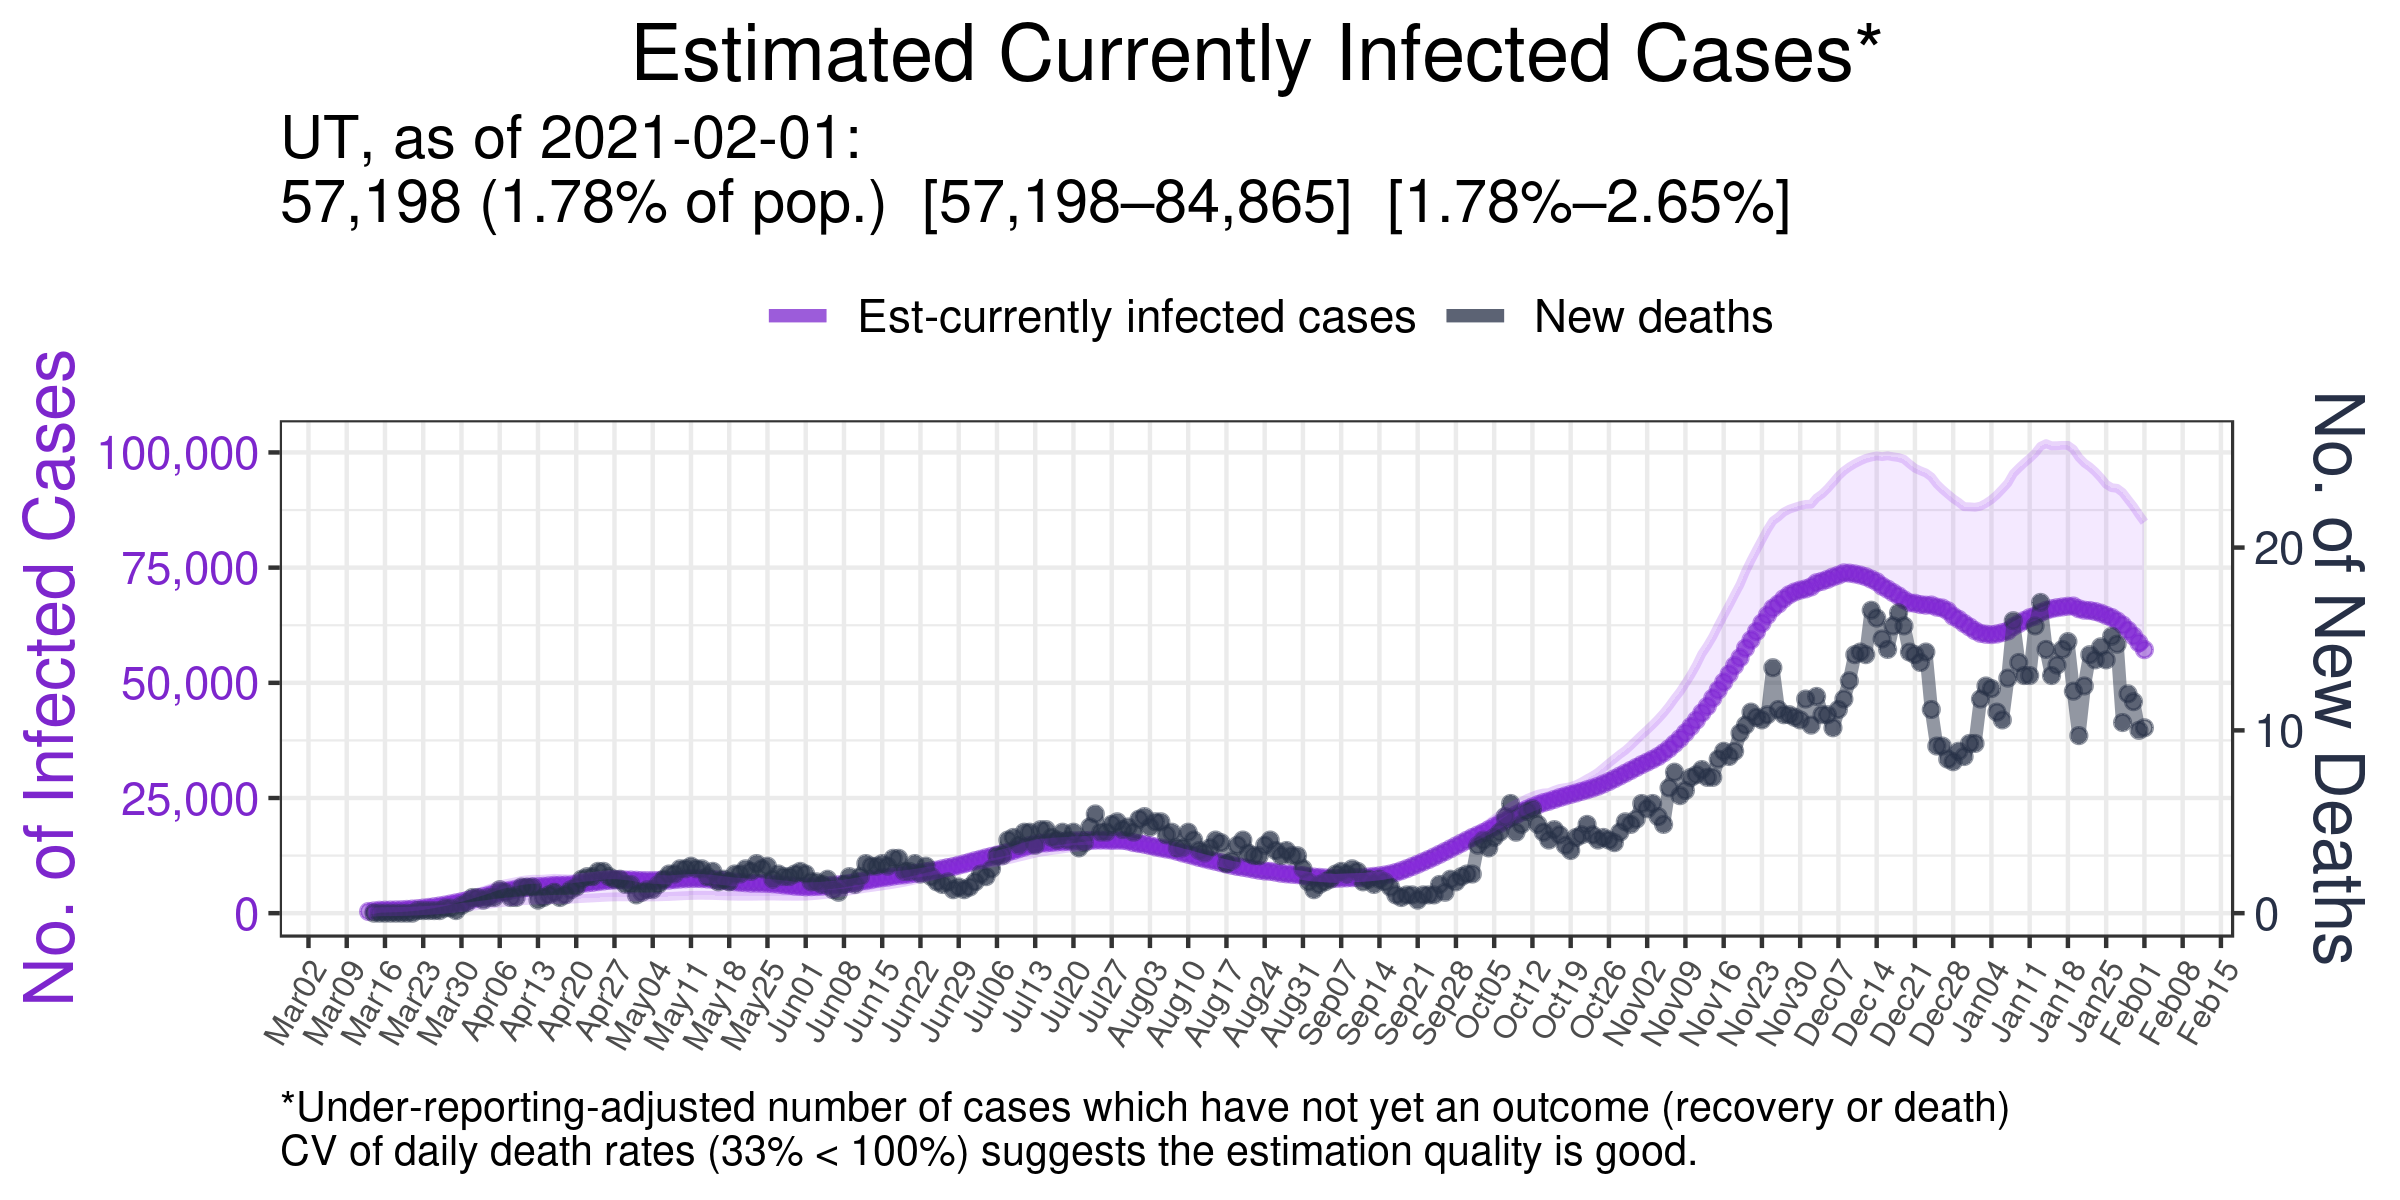 Estimated Currently Infected Cases*
UT, as of 2021-02-01:
57,198 (1.78% of pop.) [57,198–84,865] [1.78%–2.65%]
Est-currently infected cases
New deaths
No. of Infected Cases
100,000
75,000
50,000
25,000
0
No. of New Deaths
20
10
0
Mar02
Mar09
Mar16
Mar23
Mar30
Apr06
Apr13
Apr20
Apr27
May04
May11
May18
May25
Jun01
Jun08
Jun15
Jun22
Jun29
Jul06
Jul13
Jul20
Jul27
Aug03
Aug10
Aug17
Aug24
Aug31
Sep07
Sep14
Sep21
Sep28
Oct05
Oct12
Oct19
Oct26
Nov02
Nov09
Nov16
Nov23
Nov30
Dec07
Dec14
Dec21
Dec28
Jan04
Jan11
Jan18
Jan25
Feb01
Feb08
Feb15
*Under-reporting-adjusted number of cases which have not yet an outcome (recovery or death)
CV of daily death rates (33% < 100%) suggests the estimation quality is good.